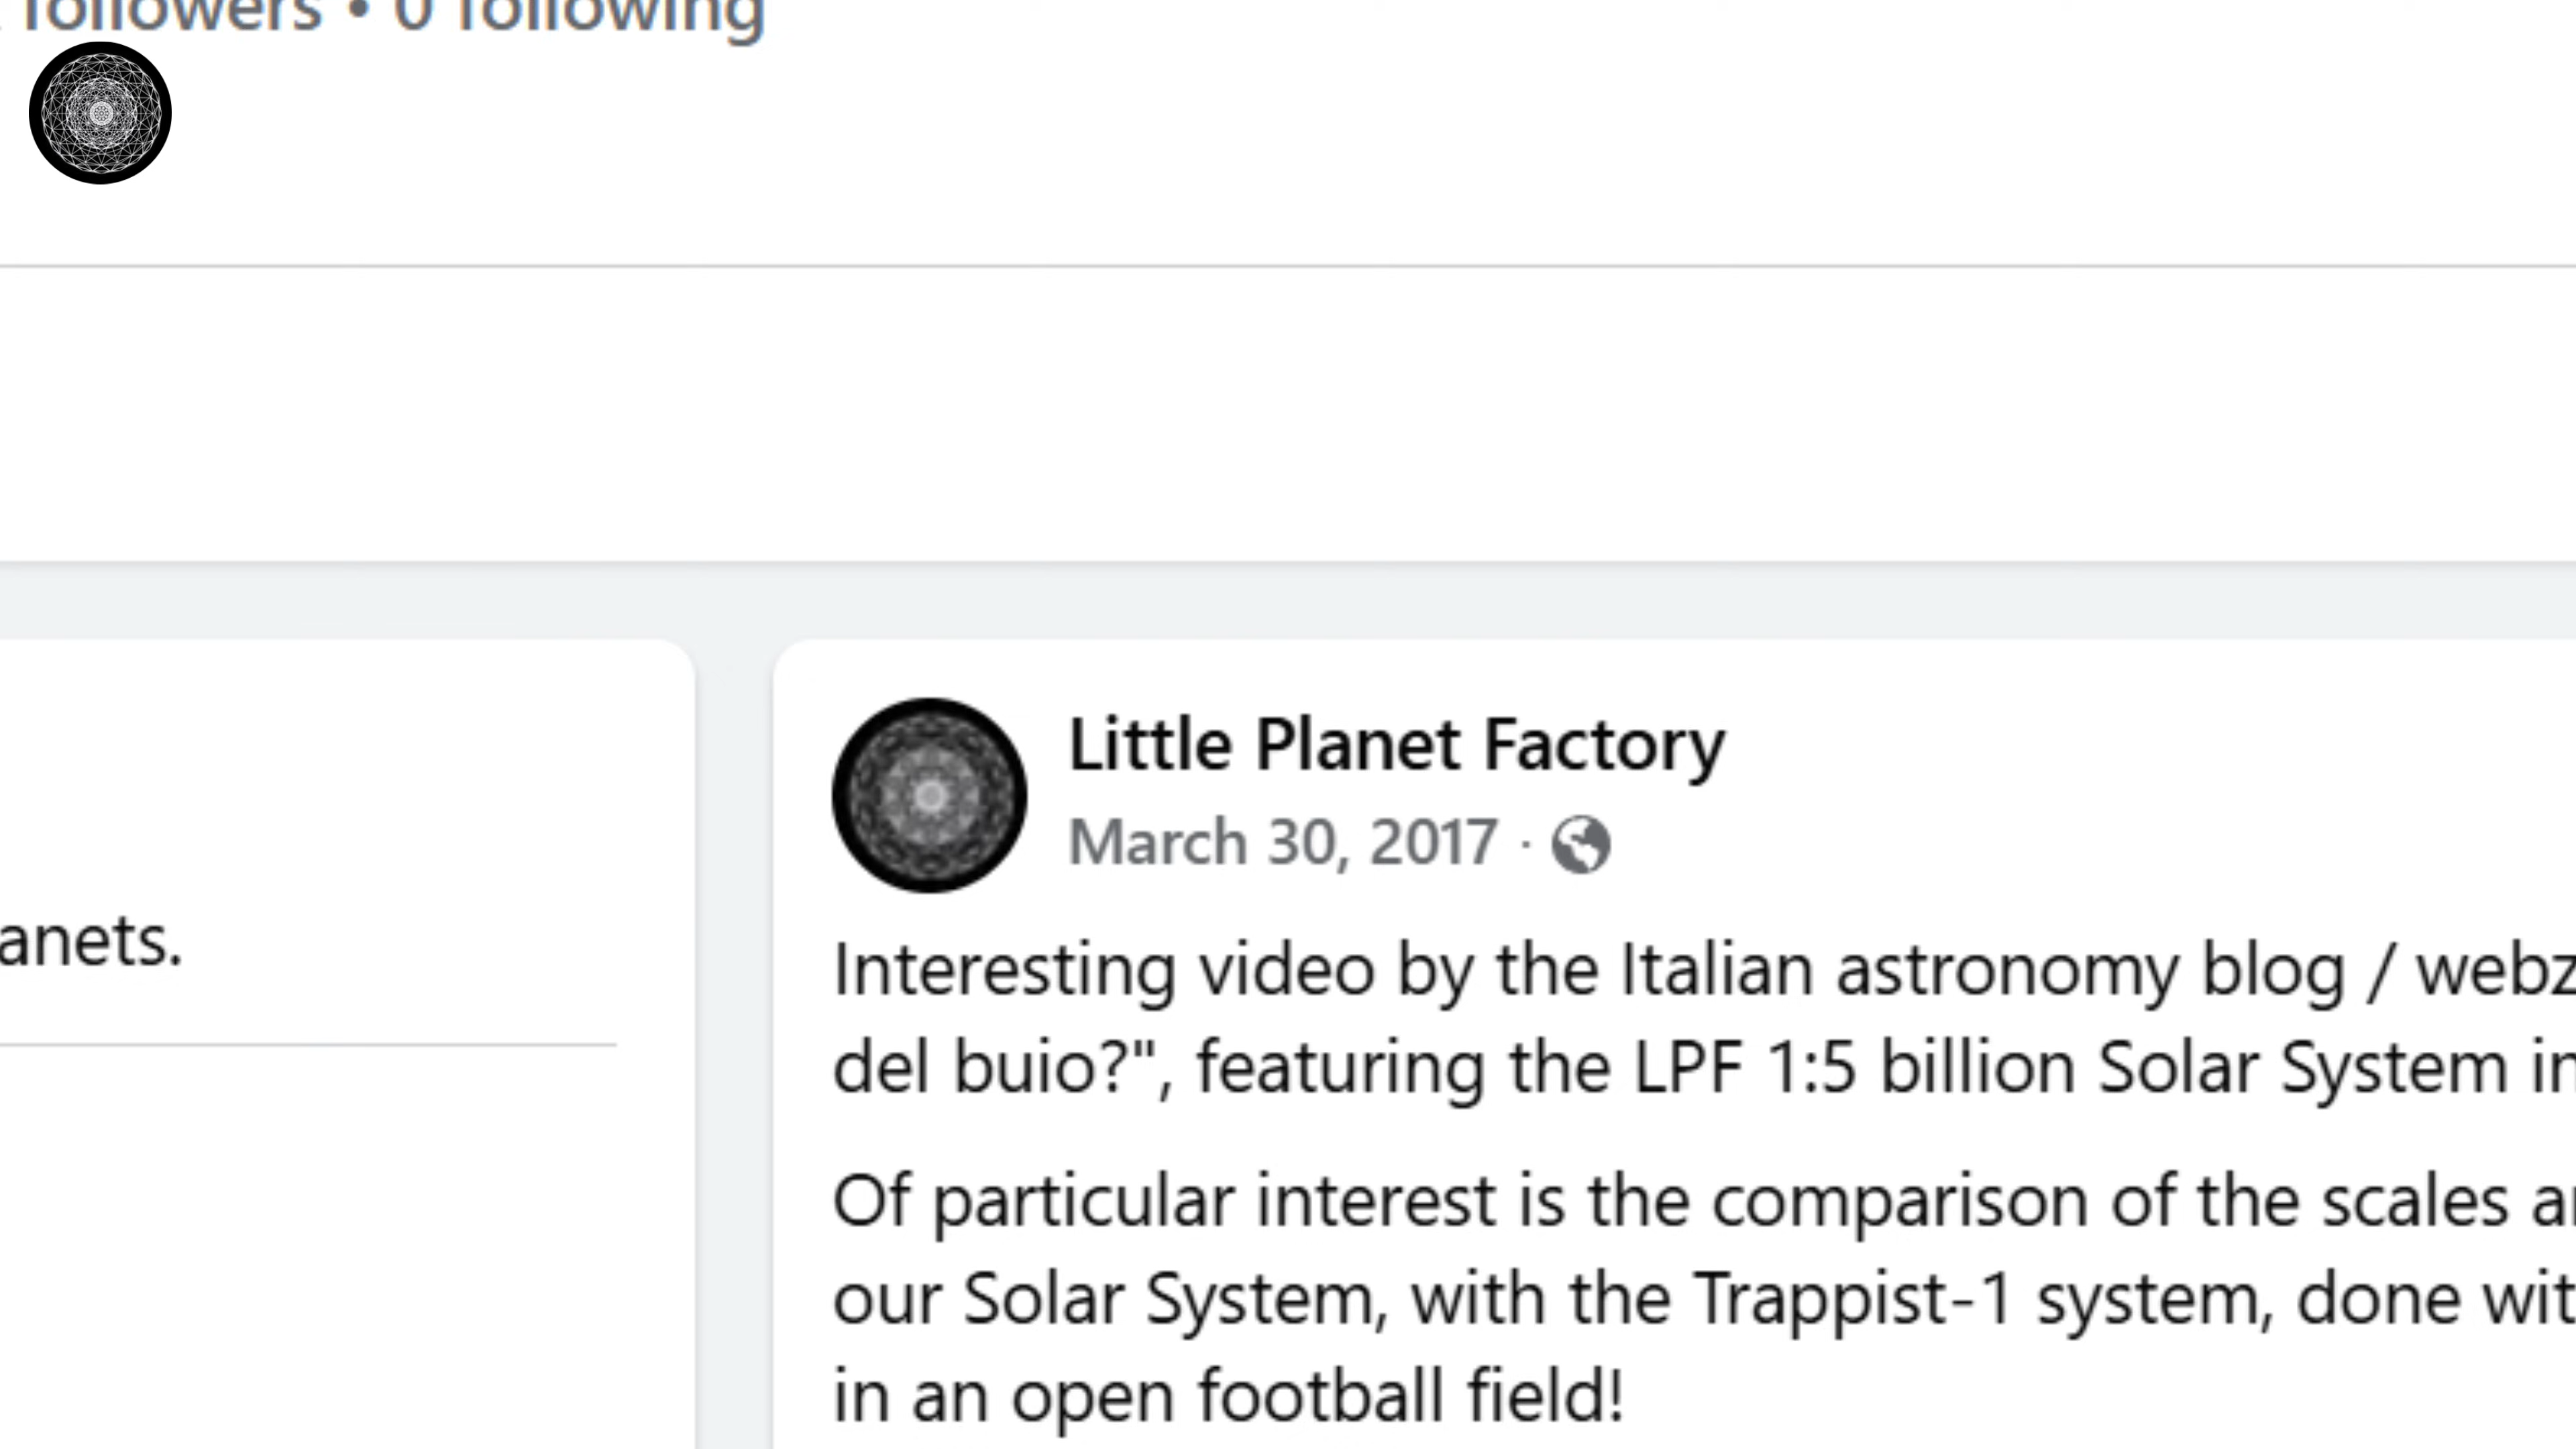 followers • 0 following
Little Planet Factory
March 30, 2017 ·
anets.
Interesting video by the Italian astronomy blog / webz
del buio?", featuring the LPF 1:5 billion Solar System in
Of particular interest is the comparison of the scales a
our Solar System, with the Trappist-1 system, done wit
in an open football field!